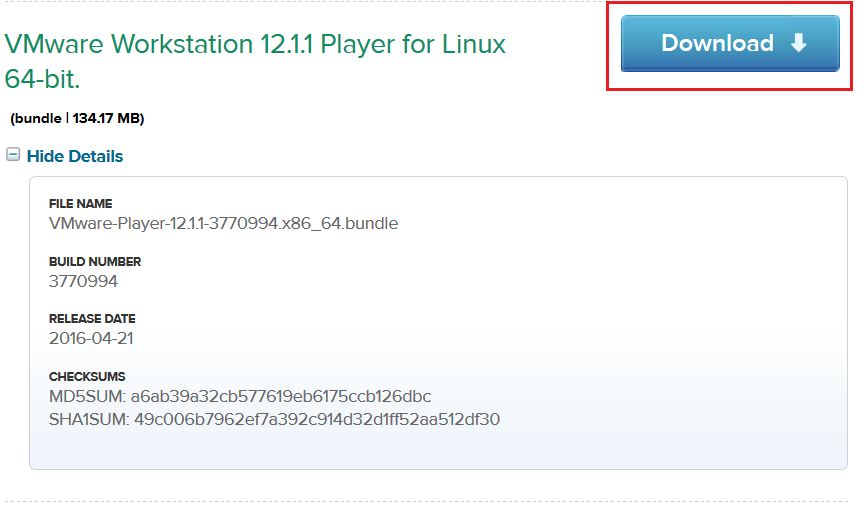 VMware Workstation 12.1.1 Player for Linux
64-bit.
Download
(bundle | 134.17 MB)
Hide Details
FILE NAME
VMware-Player-12.1.1-3770994.x86_64.bundle
BUILD NUMBER
3770994
RELEASE DATE
2016-04-21
CHECKSUMS
MD5SUM: a6ab39a32cb577619eb6175ccb126dbc
SHA1SUM: 49c006b7962ef7a392c914d32d1ff52aa512df30